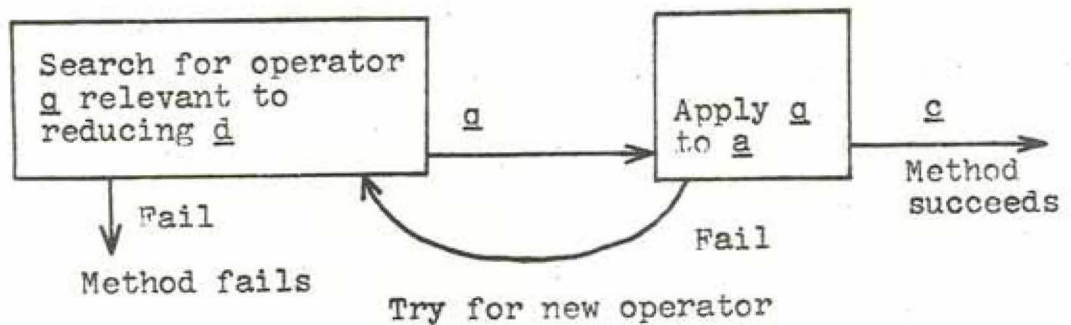 Search for operator
q relevant to
reducing d
q
Apply q
to a
c
Method
succeeds
Fail
Method fails
Fail
Try for new operator